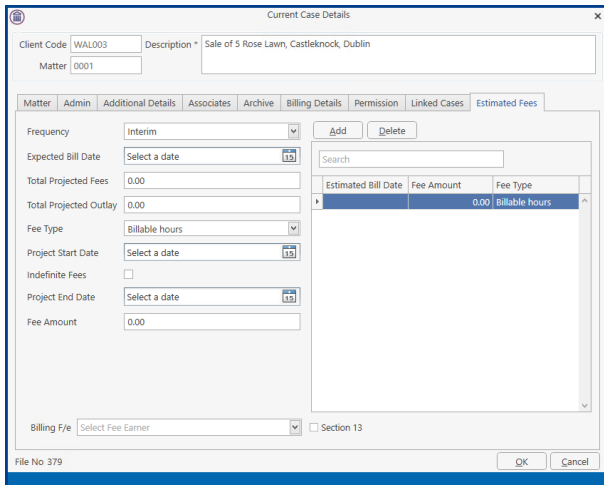 Current Case Details
Client Code WAL003 Description * Sale of 5 Rose Lawn, Castleknock, Dublin
Matter 0001
Matter Admin Additional Details Associates Archive Billing Details Permission Linked Cases Estimated Fees
Frequency Interim Add Delete
Expected Bill Date Select a date 15 Search
Total Projected Fees 0.00 Estimated Bill Date Fee Amount Fee Type
Total Projected Outlay 0.00 0.00 Billable hours
Fee Type Billable hours
Project Start Date Select a date 15
Indefinite Fees
Project End Date Select a date 15
Fee Amount 0.00
Billing F/e Select Fee Earner Section 13
File No 379 OK Cancel